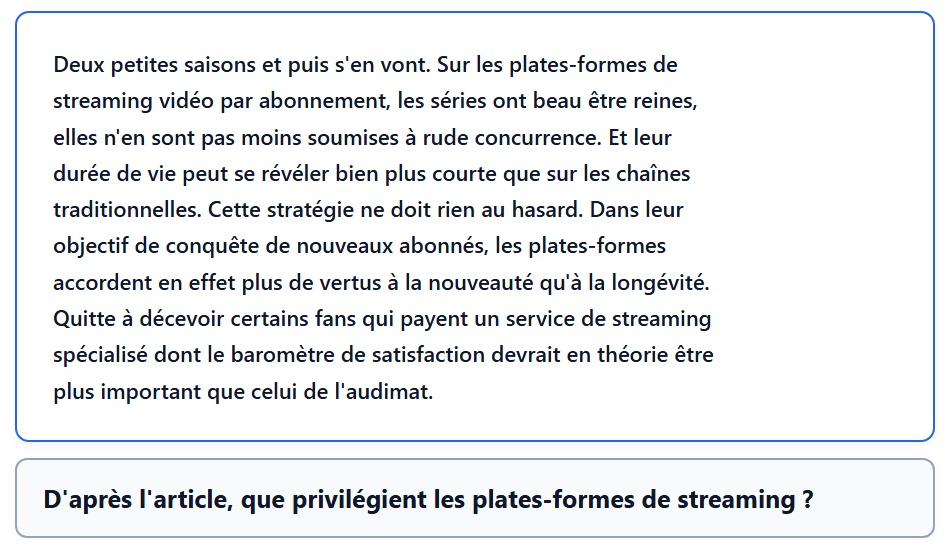 Deux petites saisons et puis s'en vont. Sur les plates-formes de
streaming vidéo par abonnement, les séries ont beau être reines,
elles n'en sont pas moins soumises à rude concurrence. Et leur
durée de vie peut se révéler bien plus courte que sur les chaînes
traditionnelles. Cette stratégie ne doit rien au hasard. Dans leur
objectif de conquête de nouveaux abonnés, les plates-formes
accordent en effet plus de vertus à la nouveauté qu'à la longévité.
Quitte à décevoir certains fans qui payent un service de streaming
spécialisé dont le baromètre de satisfaction devrait en théorie être
plus important que celui de l'audimat.
D'après l'article, que privilégient les plates-formes de streaming ?